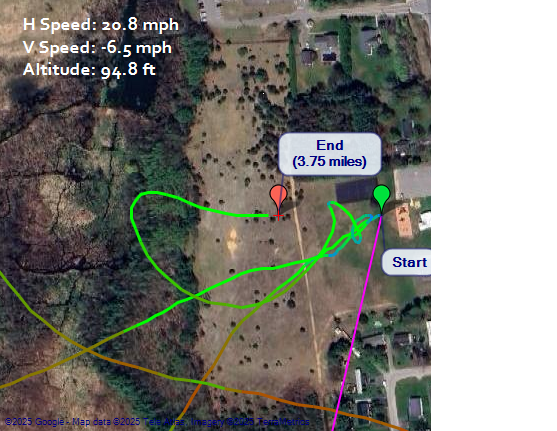 H Speed: 20.8 mph
V Speed: -6.5 mph
Altitude: 94.8 ft
End
(3.75 miles)
Start
©2025 Google - Map data ©2025 Tele Atlas, Imagery ©2025 TerraMetrics